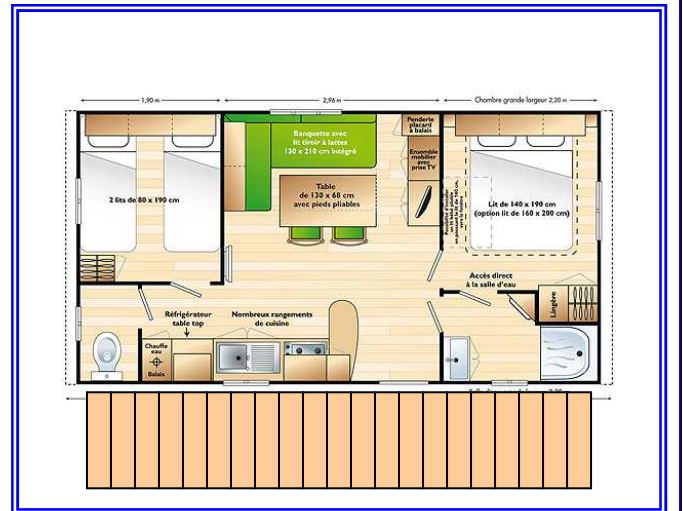 1,90 m
2,96 m
Chambre grande largeur 2,20 m
Penderie
placard
à balais
Banquette avec
lit tiroir à lattes
130 x 210 cm intégré
Ensemble
mobilier
avec
prise TV
2 lits de 80 x 190 cm
Table
de 130 x 68 cm
avec pieds pliables
Lit de 140 x 190 cm
(option lit de 160 x 200 cm)
Accès direct
à la salle d'eau
Lingère
Réfrigérateur
table top
Nombreux rangements
de cuisine
Chauffe
eau
Balais